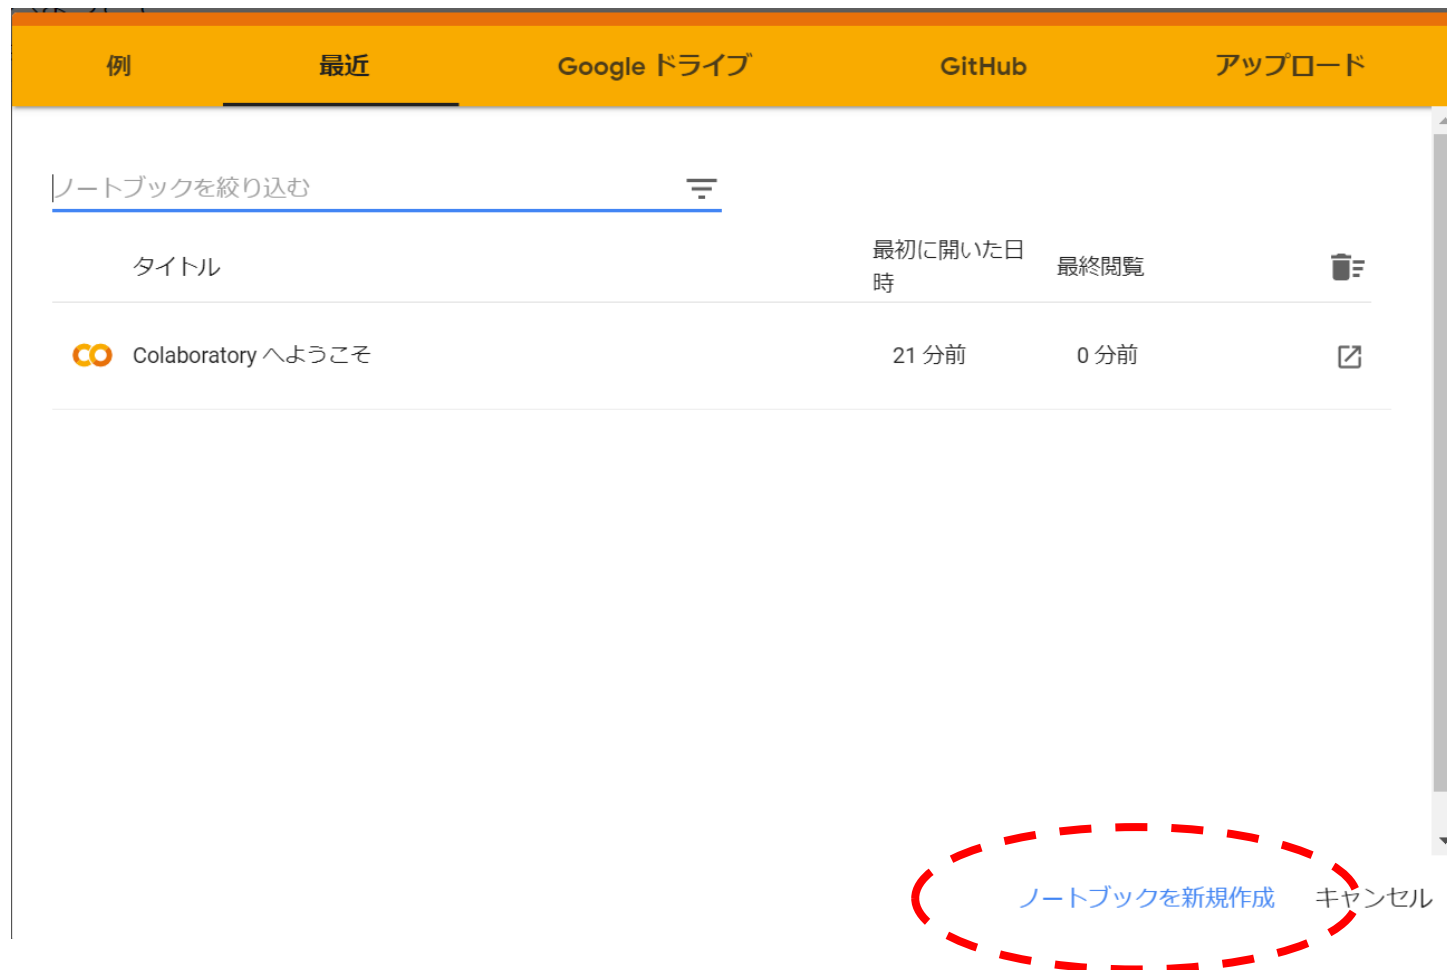 例 最近 Google ドライブ GitHub アップロード
ノートブックを絞り込む
タイトル 最初に開いた日時 最終閲覧
Colaboratory へようこそ 21 分前 0 分前
ノートブックを新規作成 キャンセル